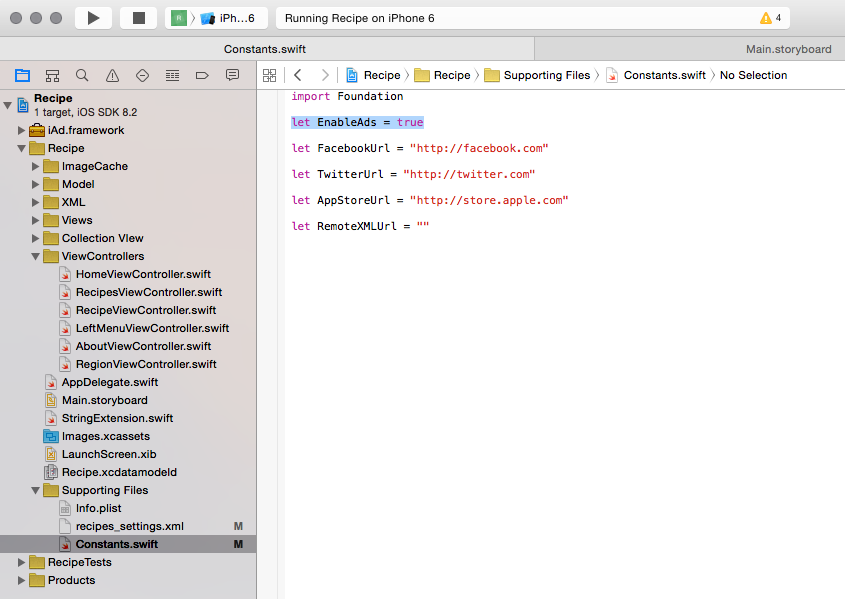 iPh...6
Running Recipe on iPhone 6
4
Constants.swift
Main.storyboard
Recipe
Recipe
Supporting Files
Constants.swift
No Selection
Recipe
1 target, iOS SDK 8.2
iAd.framework
Recipe
ImageCache
Model
XML
Views
Collection VIew
ViewControllers
HomeViewController.swift
RecipesViewController.swift
RecipeViewController.swift
LeftMenuViewController.swift
AboutViewController.swift
RegionViewController.swift
AppDelegate.swift
Main.storyboard
StringExtension.swift
Images.xcassets
LaunchScreen.xib
Recipe.xcdatamodeld
Supporting Files
Info.plist
recipes_settings.xml M
Constants.swift M
RecipeTests
Products
import Foundation
let EnableAds = true
let FacebookUrl = "http://facebook.com"
let TwitterUrl = "http://twitter.com"
let AppStoreUrl = "http://store.apple.com"
let RemoteXMLUrl = ""